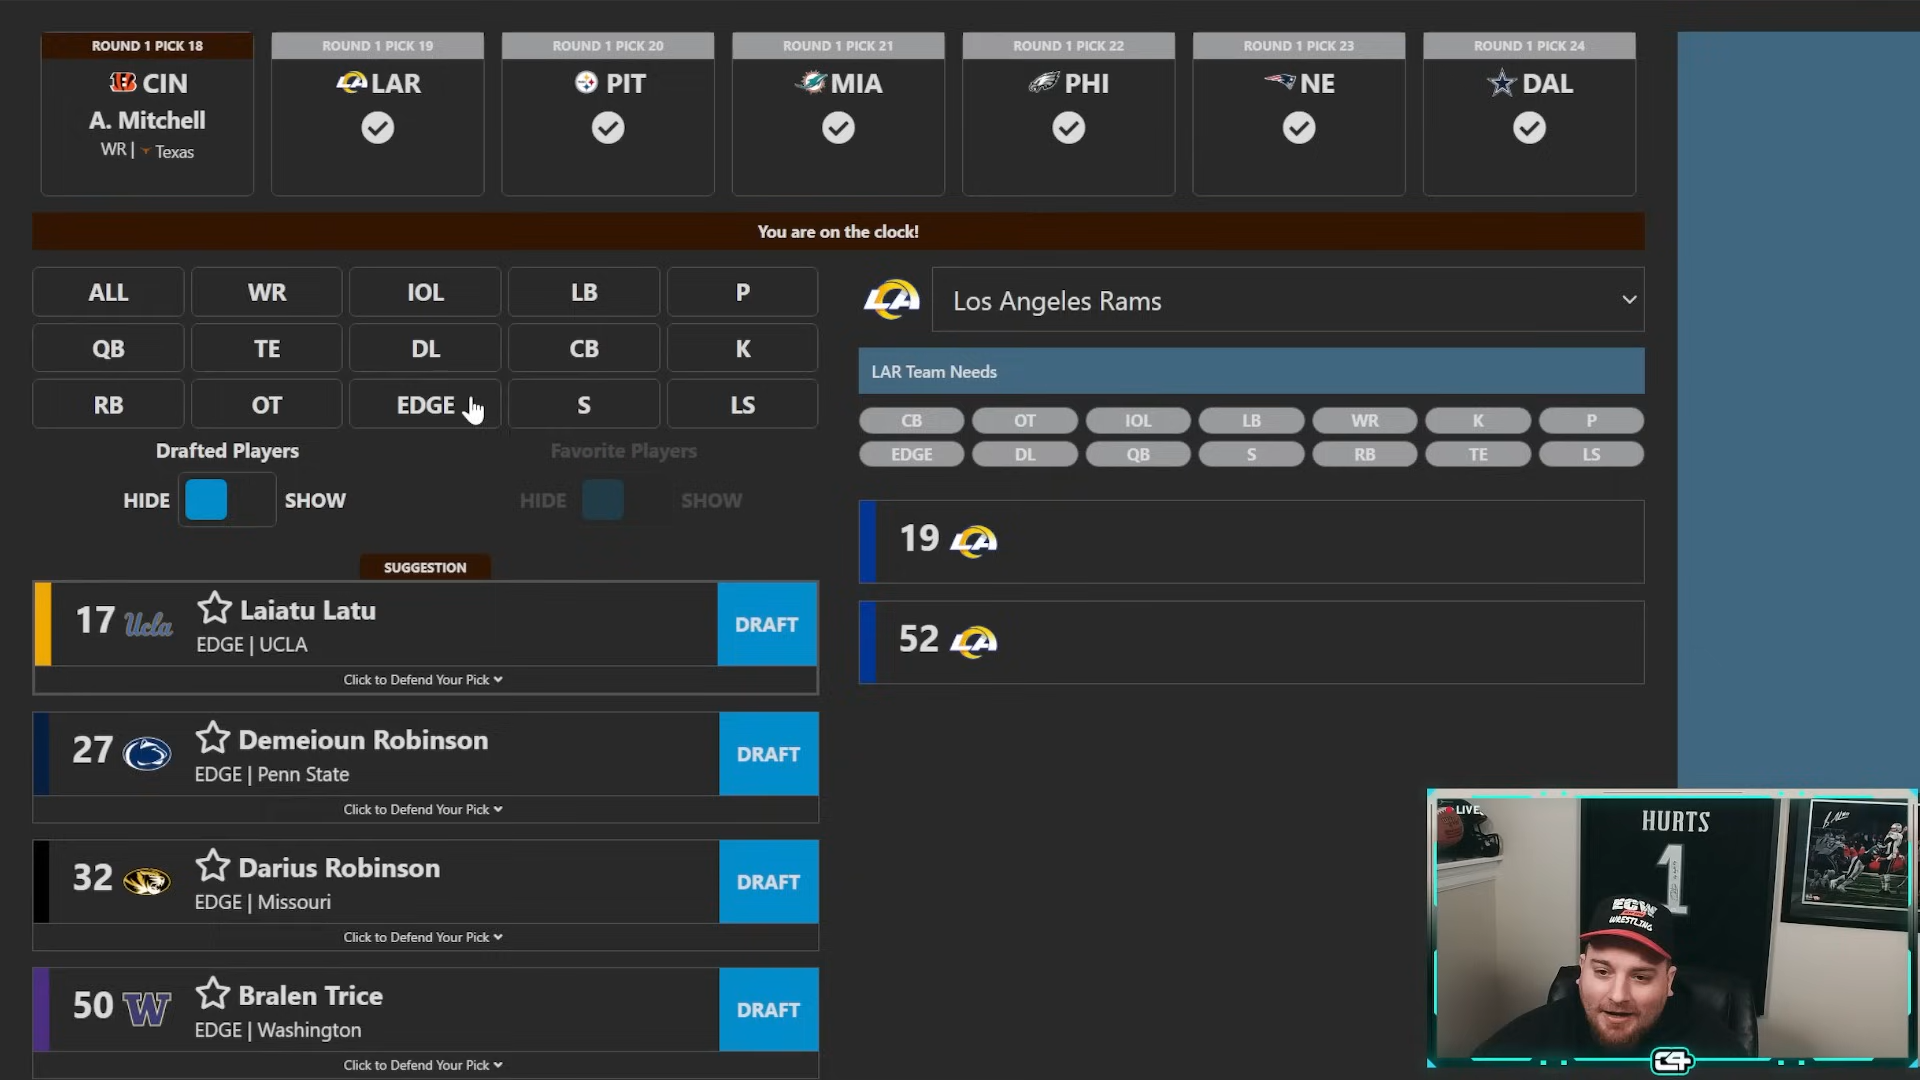 ROUND 1 PICK 18
CIN
A. Mitchell
WR | Texas
ROUND 1 PICK 19
LAR
ROUND 1 PICK 20
PIT
ROUND 1 PICK 21
MIA
ROUND 1 PICK 22
PHI
ROUND 1 PICK 23
NE
ROUND 1 PICK 24
DAL
You are on the clock!
ALL WR IOL LB P
QB TE DL CB K
RB OT EDGE S LS
Drafted Players
HIDE SHOW
Favorite Players
HIDE SHOW
SUGGESTION
17 Ucla Laiatu Latu
EDGE | UCLA
DRAFT
Click to Defend Your Pick
27 Demeioun Robinson
EDGE | Penn State
DRAFT
Click to Defend Your Pick
32 Darius Robinson
EDGE | Missouri
DRAFT
Click to Defend Your Pick
50 W Bralen Trice
EDGE | Washington
DRAFT
Click to Defend Your Pick
LA Los Angeles Rams
LAR Team Needs
CB OT IOL LB WR K P
EDGE DL QB S RB TE LS
19 LA
52 LA
LIVE
HURTS
1
ECW
WRESTLING
C4